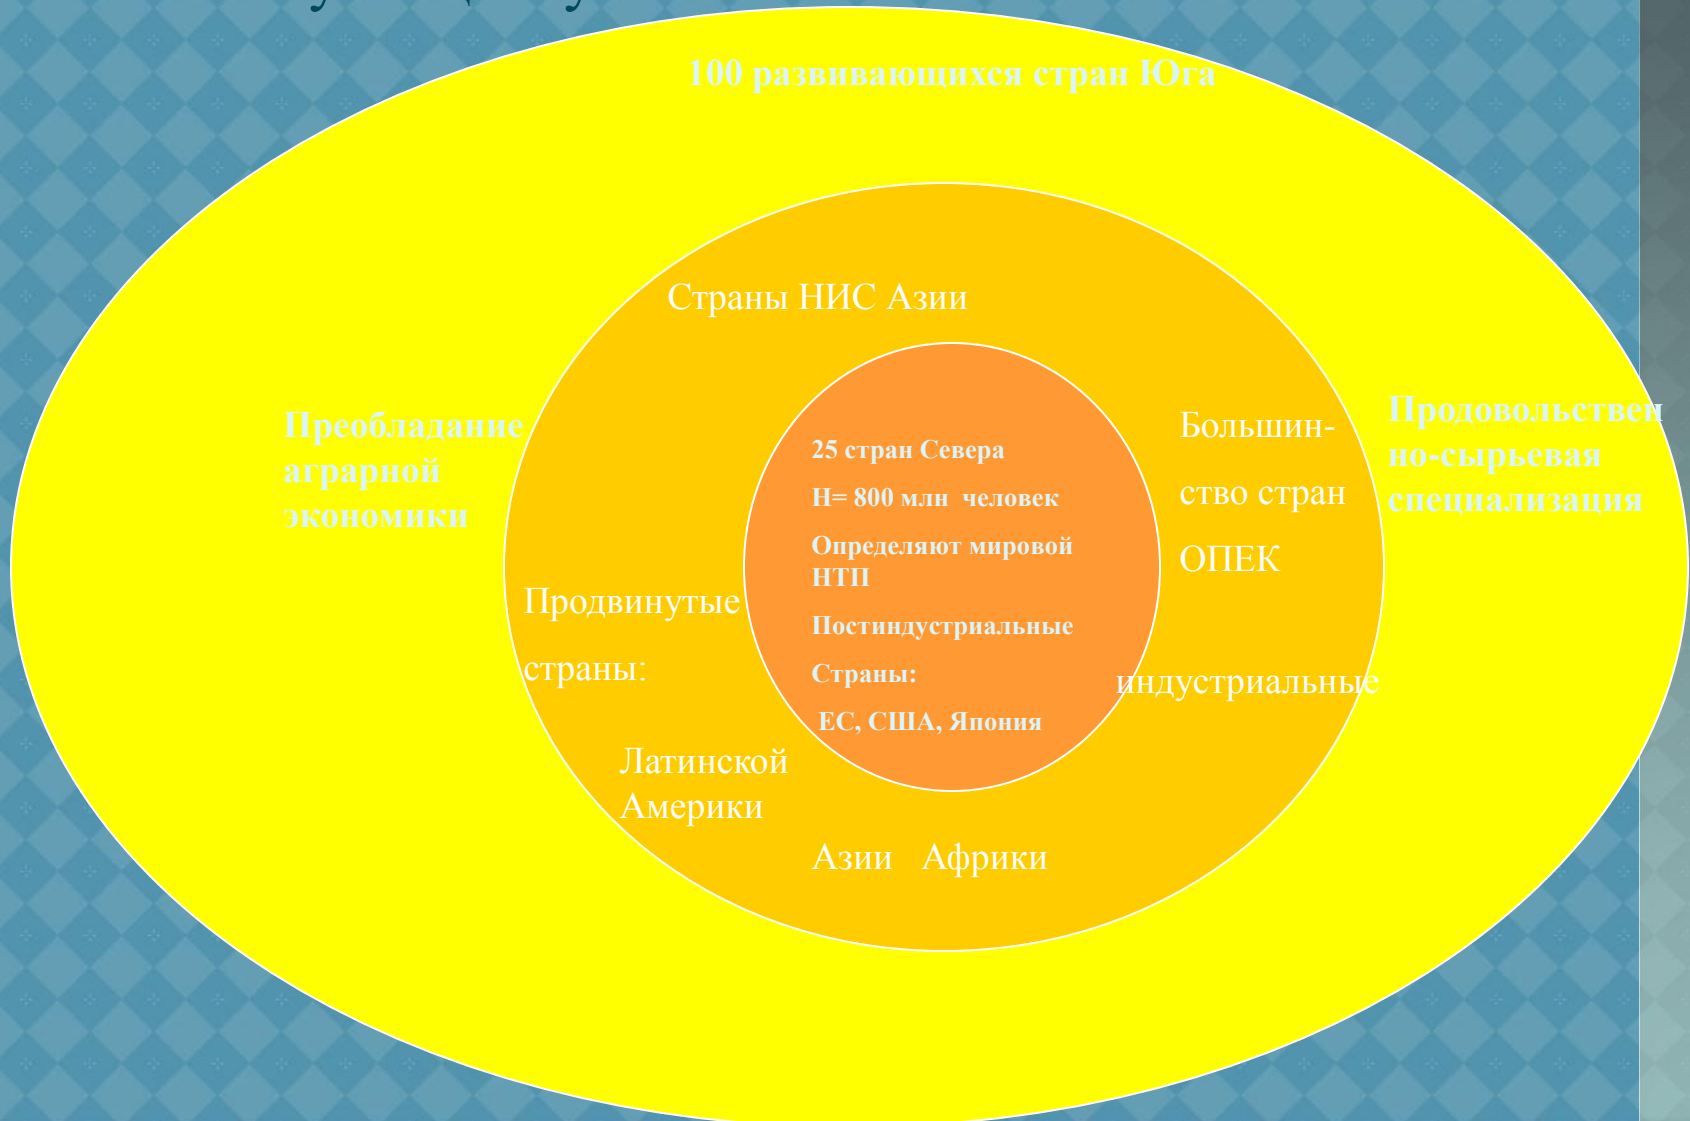 100 развивающихся стран Юга
Страны НИС Азии
Преобладание
аграрной
экономики
25 стран Севера
Н= 800 млн  человек
Определяют мировой
НТП
Постиндустриальные
Страны:
ЕС, США, Япония
Большин-
ство стран
ОПЕК
Продовольствен
но-сырьевая
специализация
Продвинутые
страны:
индустриальные
Латинской
Америки
Азии   Африки